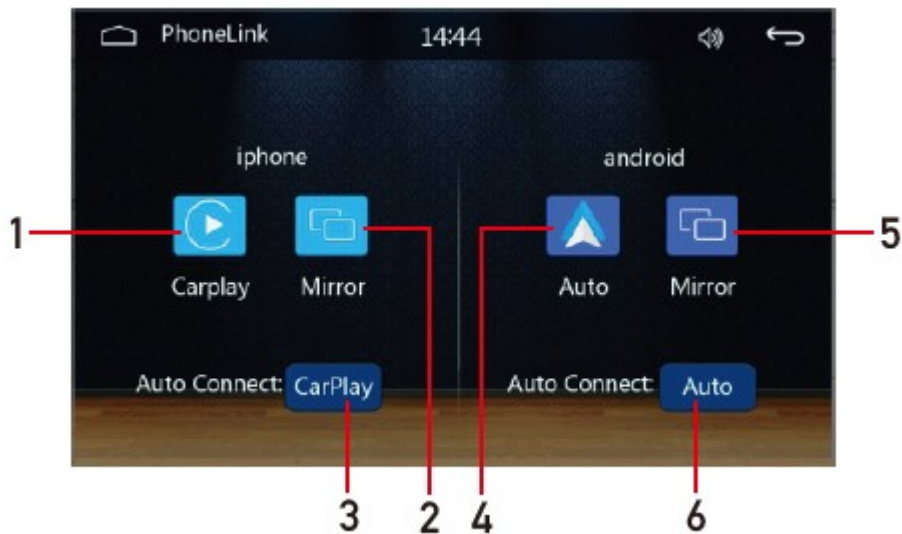 PhoneLink 14:44
iphone android
1 5
Carplay Mirror Auto Mirror
Auto Connect: CarPlay Auto Connect: Auto
3 2 4 6